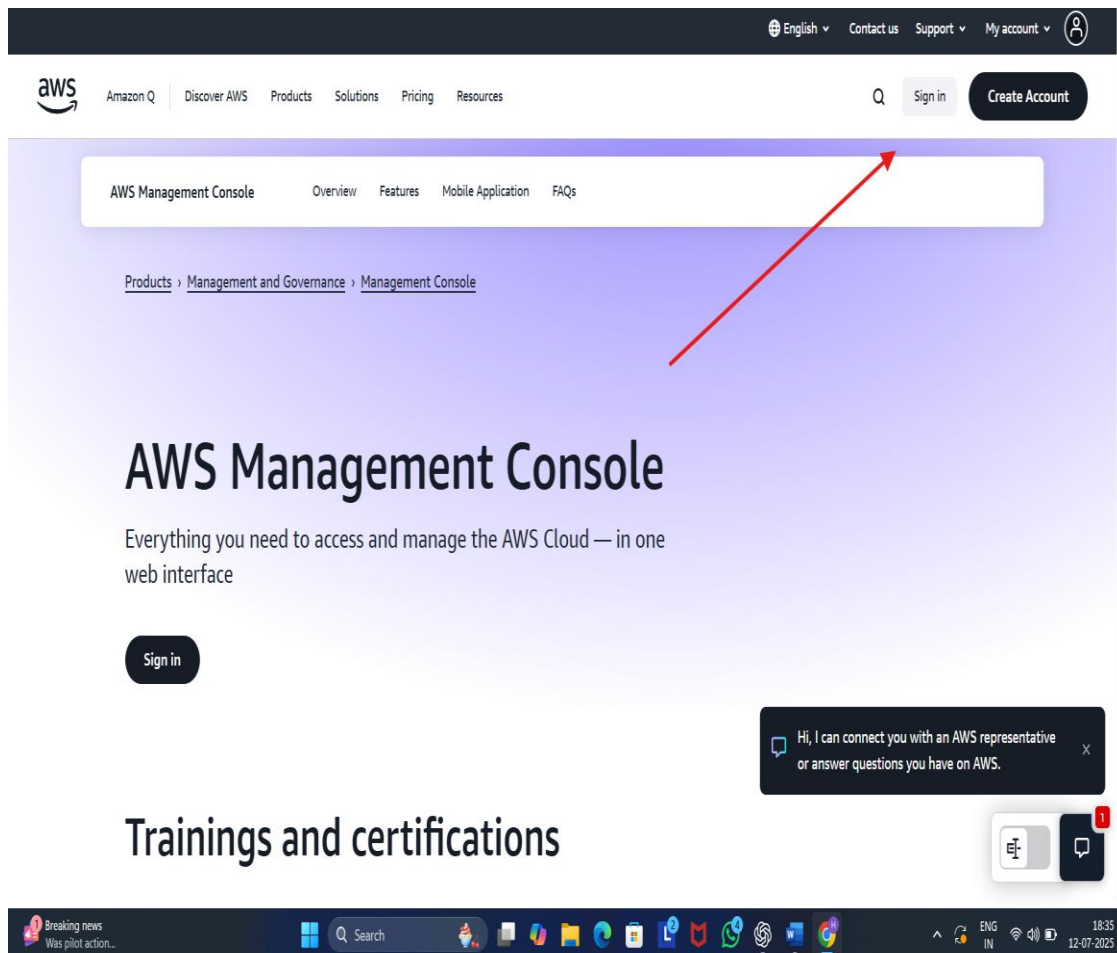 English Contact us Support My account
aws Amazon Q Discover AWS Products Solutions Pricing Resources Sign in Create Account
AWS Management Console Overview Features Mobile Application FAQs
Products › Management and Governance › Management Console
AWS Management Console
Everything you need to access and manage the AWS Cloud — in one
web interface
Sign in
Hi, I can connect you with an AWS representative
or answer questions you have on AWS.
1
Trainings and certifications
1 Breaking news
Was pilot action...
Search
ENG
IN
18:35
12-07-2025